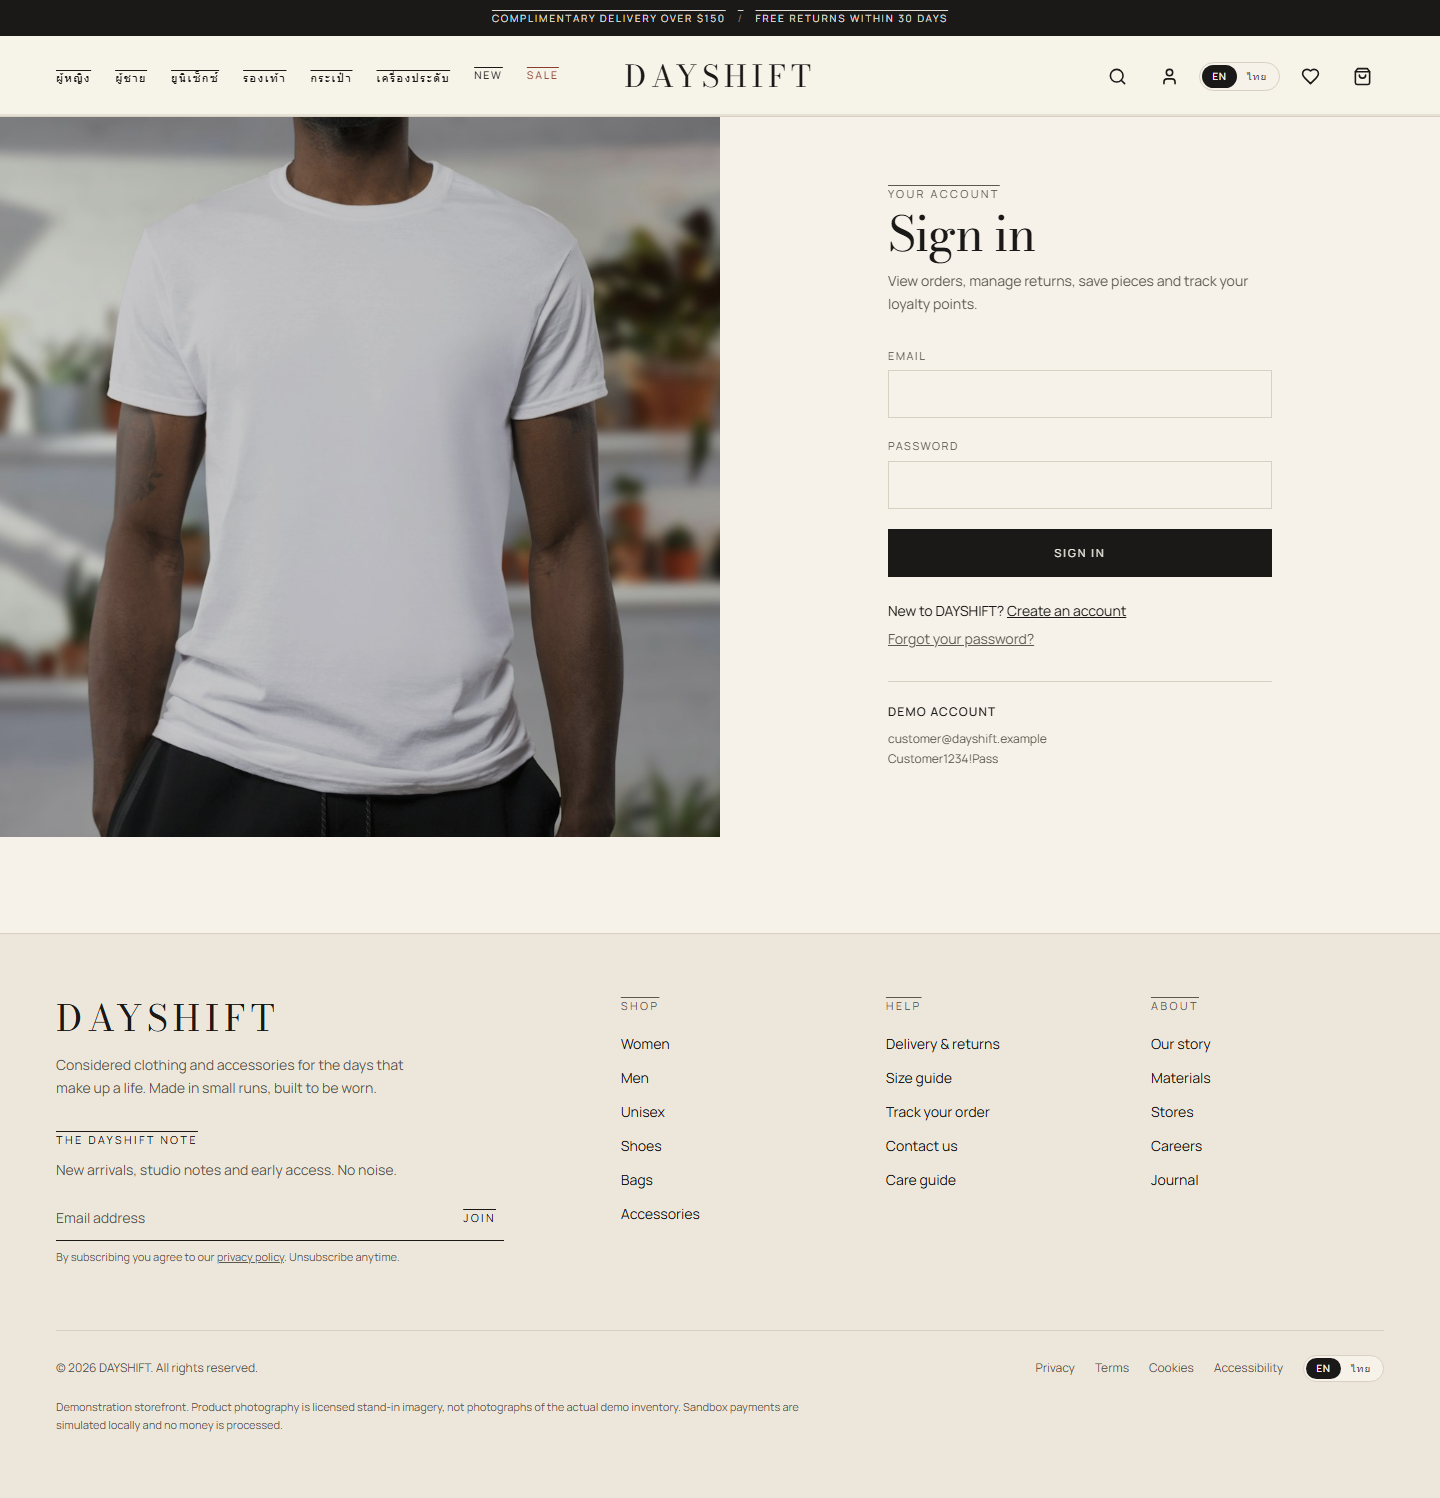 COMPLIMENTARY DELIVERY OVER $150 / FREE RETURNS WITHIN 30 DAYS
ผู้หญิง ผู้ชาย ยูนิเซ็กซ์ รองเท้า กระเป๋า เครื่องประดับ NEW SALE DAYSHIFT EN ไทย
YOUR ACCOUNT
Sign in
View orders, manage returns, save pieces and track your
loyalty points.
EMAIL
PASSWORD
SIGN IN
New to DAYSHIFT? Create an account
Forgot your password?
DEMO ACCOUNT
customer@dayshift.example
Customer1234!Pass
DAYSHIFT
Considered clothing and accessories for the days that
make up a life. Made in small runs, built to be worn.
THE DAYSHIFT NOTE
New arrivals, studio notes and early access. No noise.
Email address JOIN
By subscribing you agree to our privacy policy. Unsubscribe anytime.
SHOP
Women
Men
Unisex
Shoes
Bags
Accessories
HELP
Delivery & returns
Size guide
Track your order
Contact us
Care guide
ABOUT
Our story
Materials
Stores
Careers
Journal
© 2026 DAYSHIFT. All rights reserved.
Privacy Terms Cookies Accessibility EN ไทย
Demonstration storefront. Product photography is licensed stand-in imagery, not photographs of the actual demo inventory. Sandbox payments are
simulated locally and no money is processed.